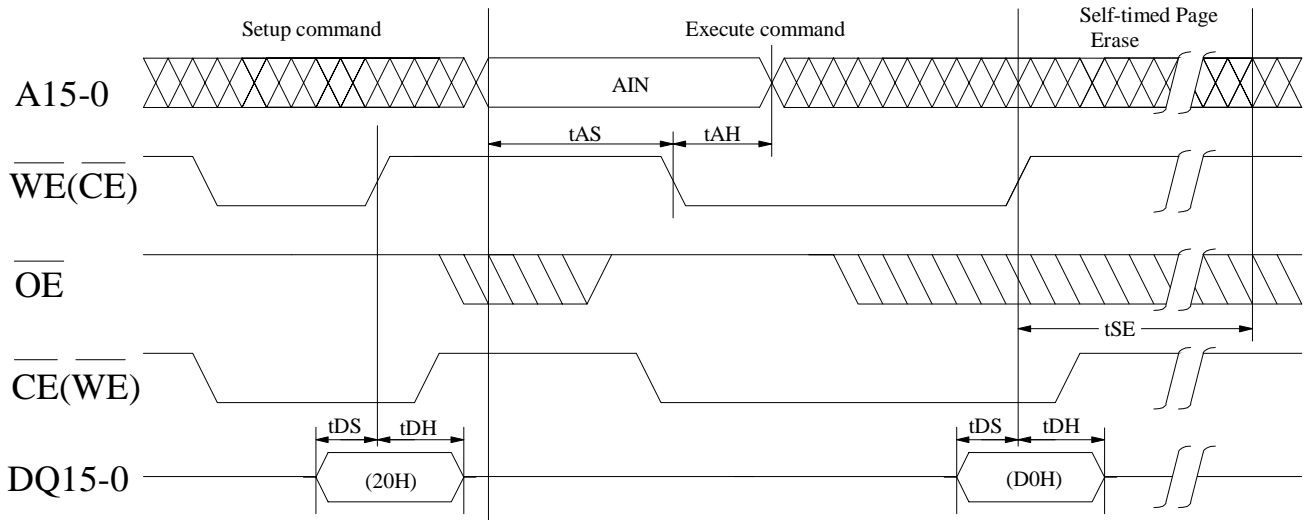 Setup command
Execute command
Self-timed Page
Erase
A15-0
AIN
tAS
tAH
WE(CE)
OE
tSE
CE(WE)
tDS
tDH
tDS
tDH
DQ15-0
(20H)
(D0H)